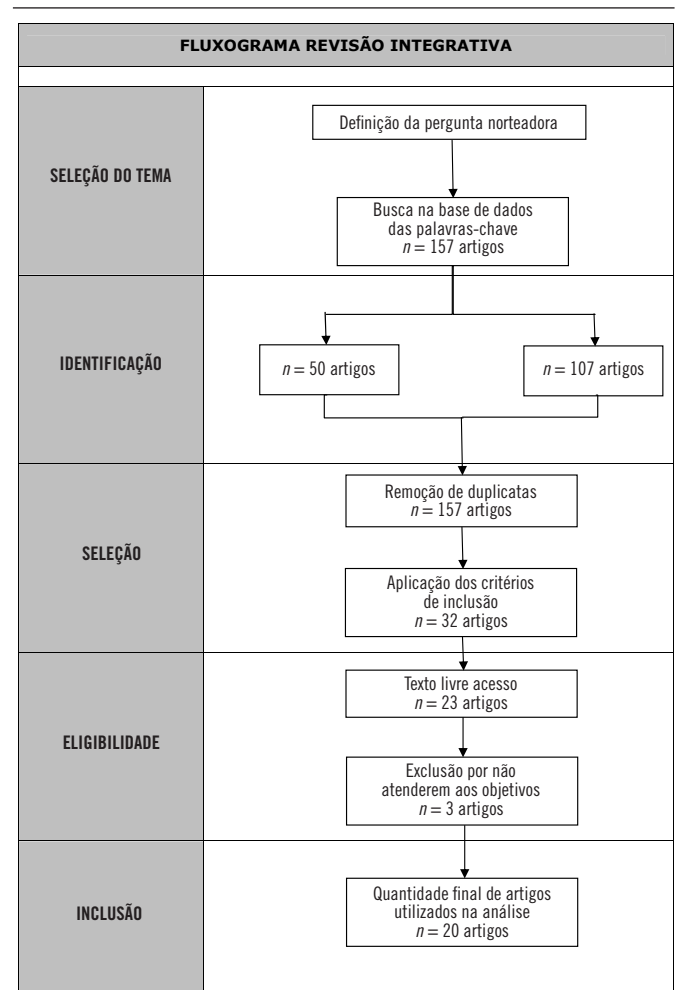 FLUXOGRAMA REVISÃO INTEGRATIVA
SELEÇÃO DO TEMA
Definição da pergunta norteadora
Busca na base de dados
das palavras-chave
n = 157 artigos
IDENTIFICAÇÃO
n = 50 artigos
n = 107 artigos
SELEÇÃO
Remoção de duplicatas
n = 157 artigos
Aplicação dos critérios
de inclusão
n = 32 artigos
ELIGIBILIDADE
Texto livre acesso
n = 23 artigos
Exclusão por não
atenderem aos objetivos
n = 3 artigos
INCLUSÃO
Quantidade final de artigos
utilizados na análise
n = 20 artigos